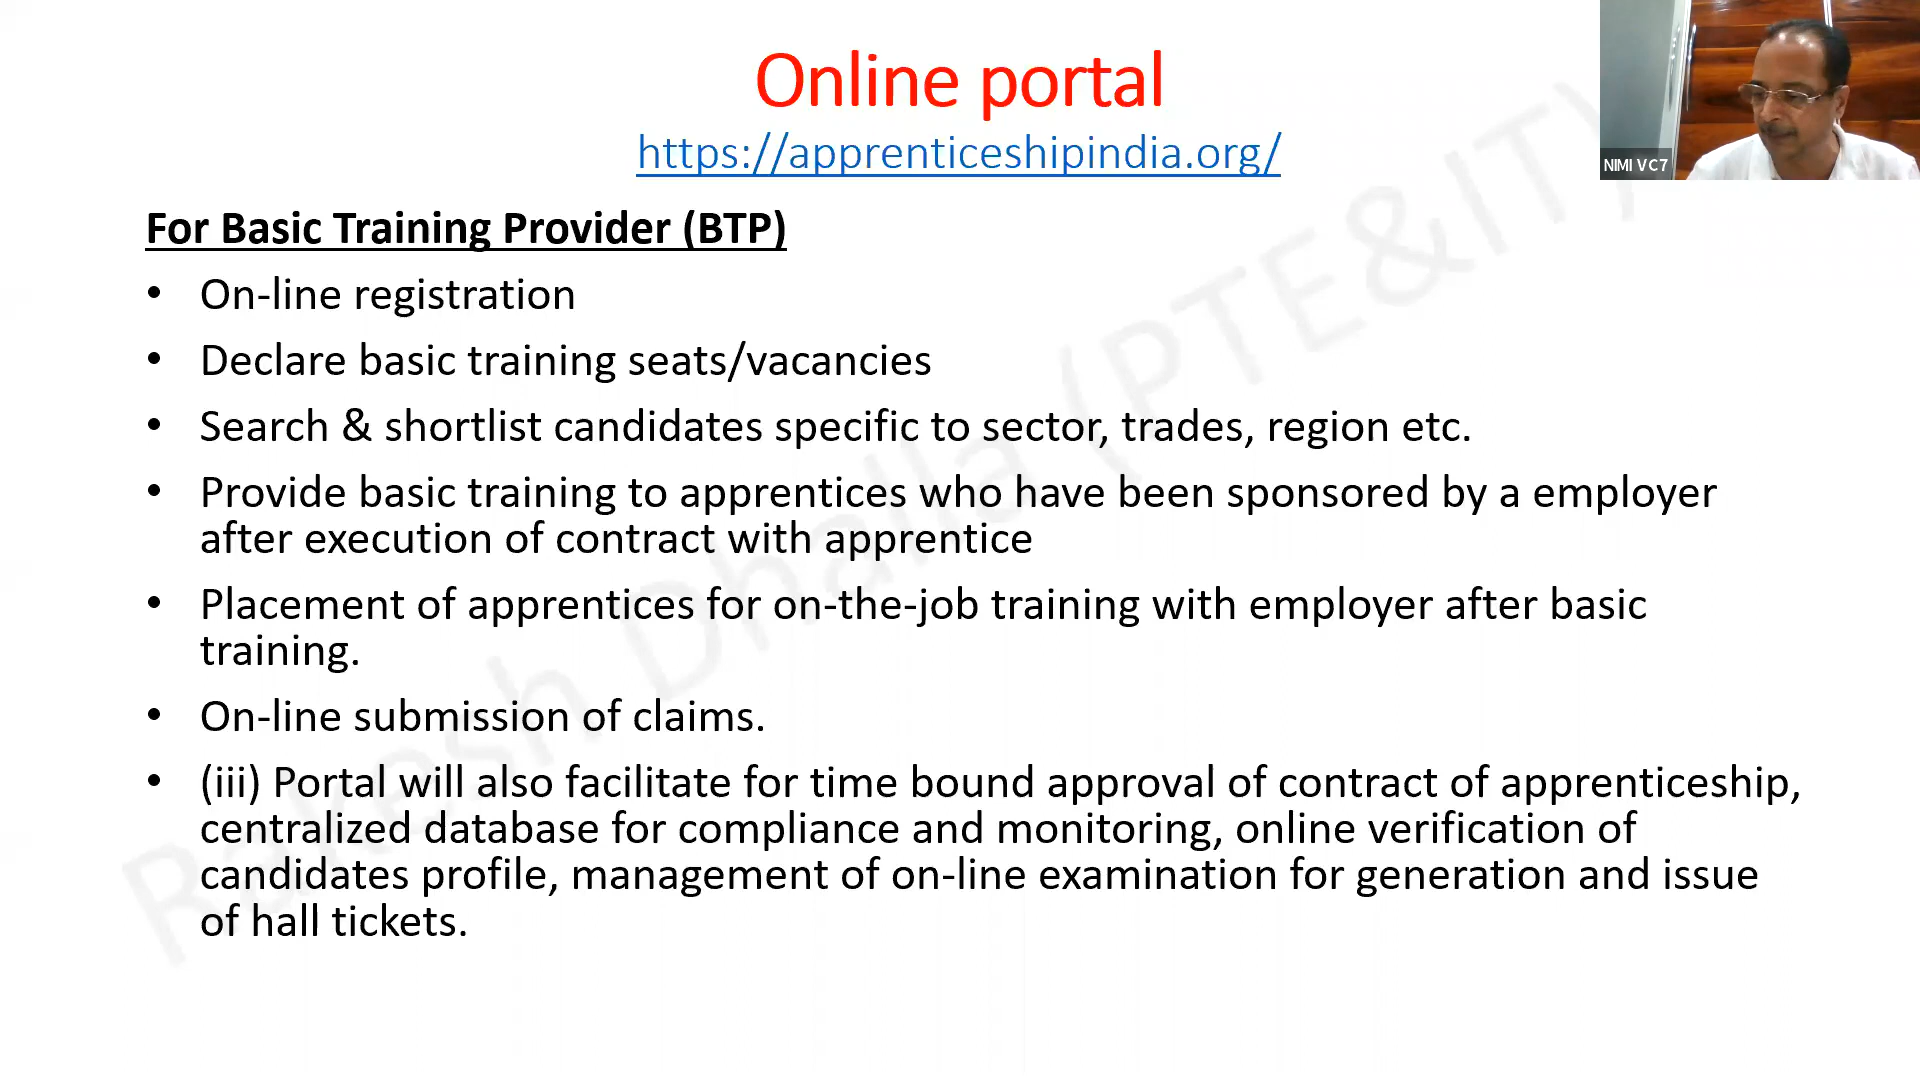 Online portal
https://apprenticeshipindia.org/
NIMI VC7
For Basic Training Provider (BTP)
• On-line registration
• Declare basic training seats/vacancies
• Search & shortlist candidates specific to sector, trades, region etc.
• Provide basic training to apprentices who have been sponsored by a employer
after execution of contract with apprentice
• Placement of apprentices for on-the-job training with employer after basic
training.
• On-line submission of claims.
• (iii) Portal will also facilitate for time bound approval of contract of apprenticeship,
centralized database for compliance and monitoring, online verification of
candidates profile, management of on-line examination for generation and issue
of hall tickets.
Rakesh Dhalla (PTE&IT)